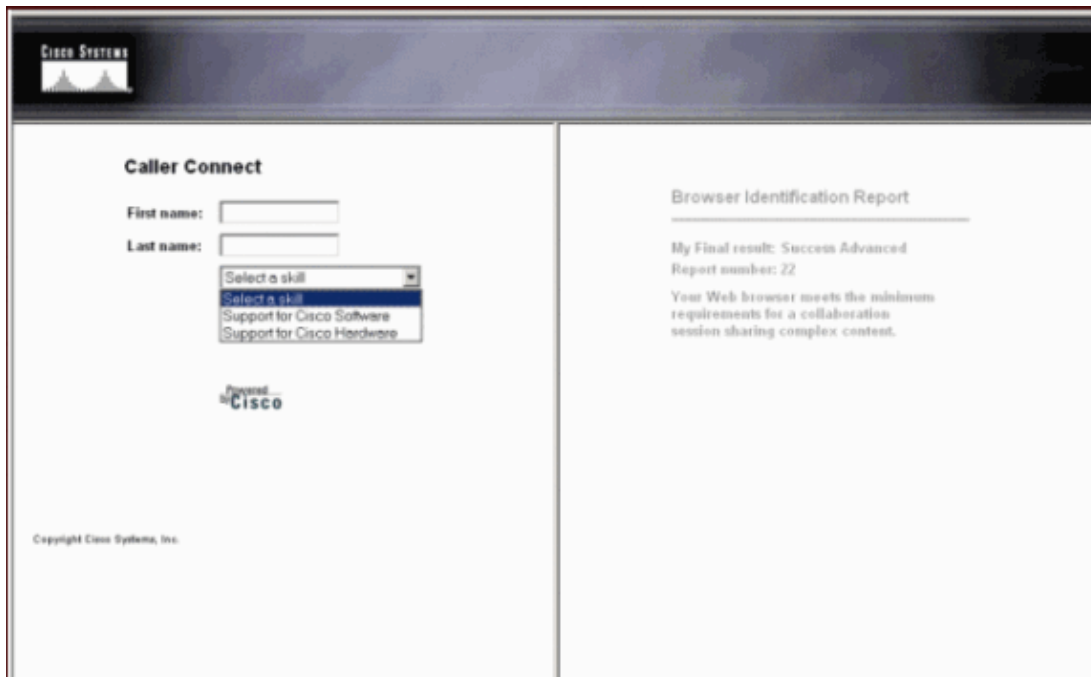 CISCO SYSTEMS
Caller Connect
First name:
Last name:
Select a skill
Select a skill
Support for Cisco Software
Support for Cisco Hardware
Powered
by Cisco
Copyright Cisco Systems, Inc.
Browser Identification Report
My Final result: Success Advanced
Report number: 22
Your Web browser meets the minimum
requirements for a collaboration
session sharing complex content.